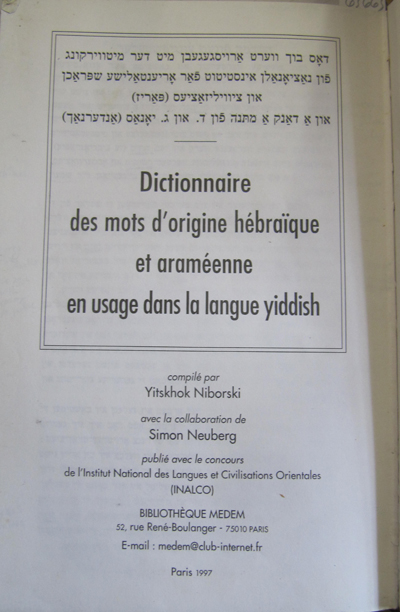 דאָס בוך ווערט אַרויסגעגעבן מיט דער מיטווירקונג
פֿון נאַציאָנאַלן אינסטיטוט פֿאַר אָריענטאַלישע שפּראַכן
און ציוויליזאַציעס (פּאַריז)
און אַ דאַנק אַ מתּנה פֿון ד. און ג. יאָנאַס (אַנדערנאַך)
Dictionnaire
des mots d’origine hébraïque
et araméenne
en usage dans la langue yiddish
compilé par
Yitskhok Niborski
avec la collaboration de
Simon Neuberg
publié avec le concours
de l’Institut National des Langues et Civilisations Orientales
(INALCO)
BIBLIOTHÈQUE MEDEM
52, rue René-Boulanger - 75010 PARIS
E-mail : medem@club-internet.fr
Paris 1997